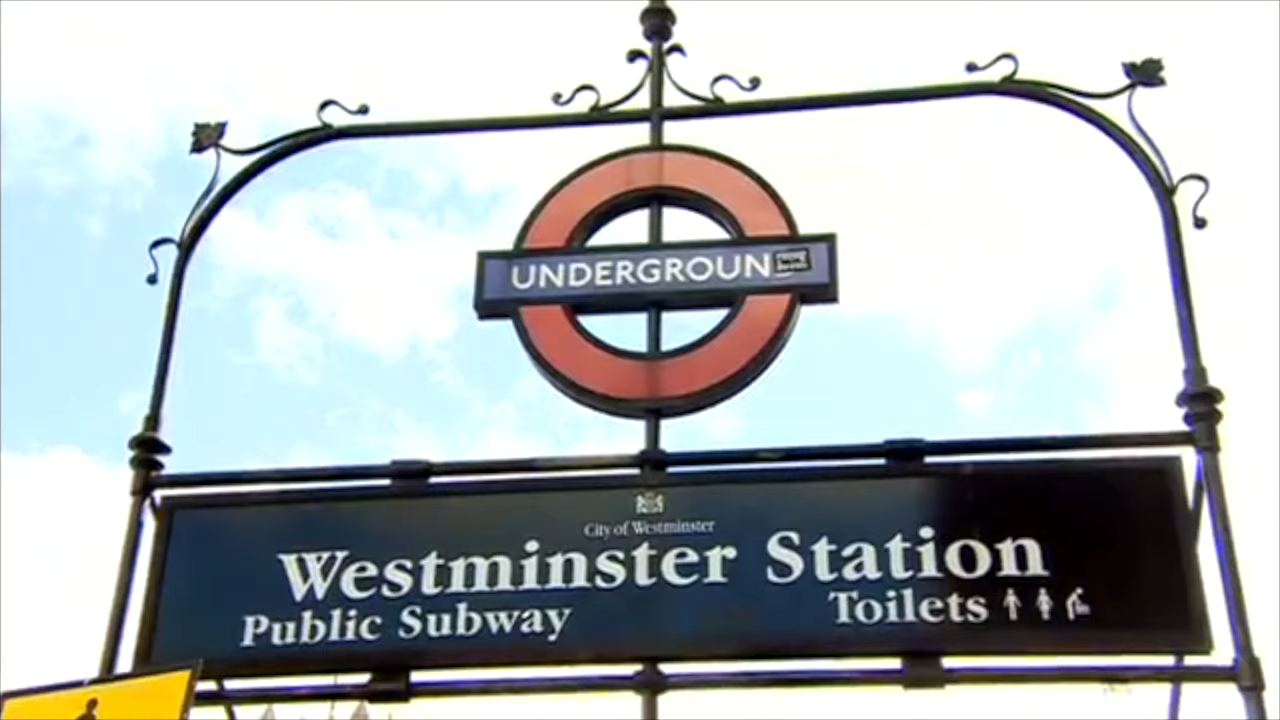 UNDERGROUN
City of Westminster
Westminster Station
Public Subway
Toilets